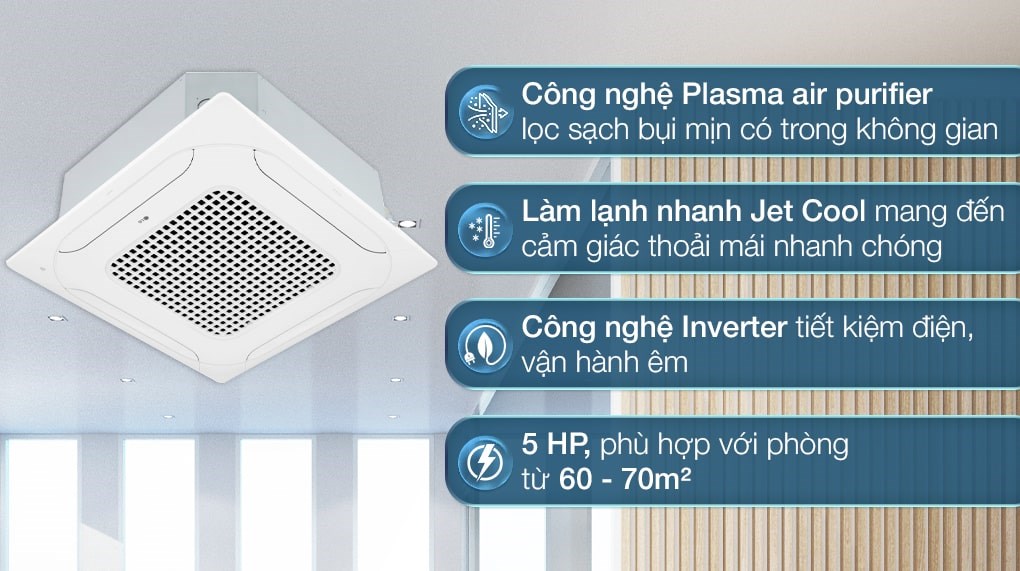 Công nghệ Plasma air purifier
lọc sạch bụi mịn có trong không gian
Làm lạnh nhanh Jet Cool mang đến
cảm giác thoải mái nhanh chóng
Công nghệ Inverter tiết kiệm điện,
vận hành êm
5 HP, phù hợp với phòng
từ 60 - 70m²